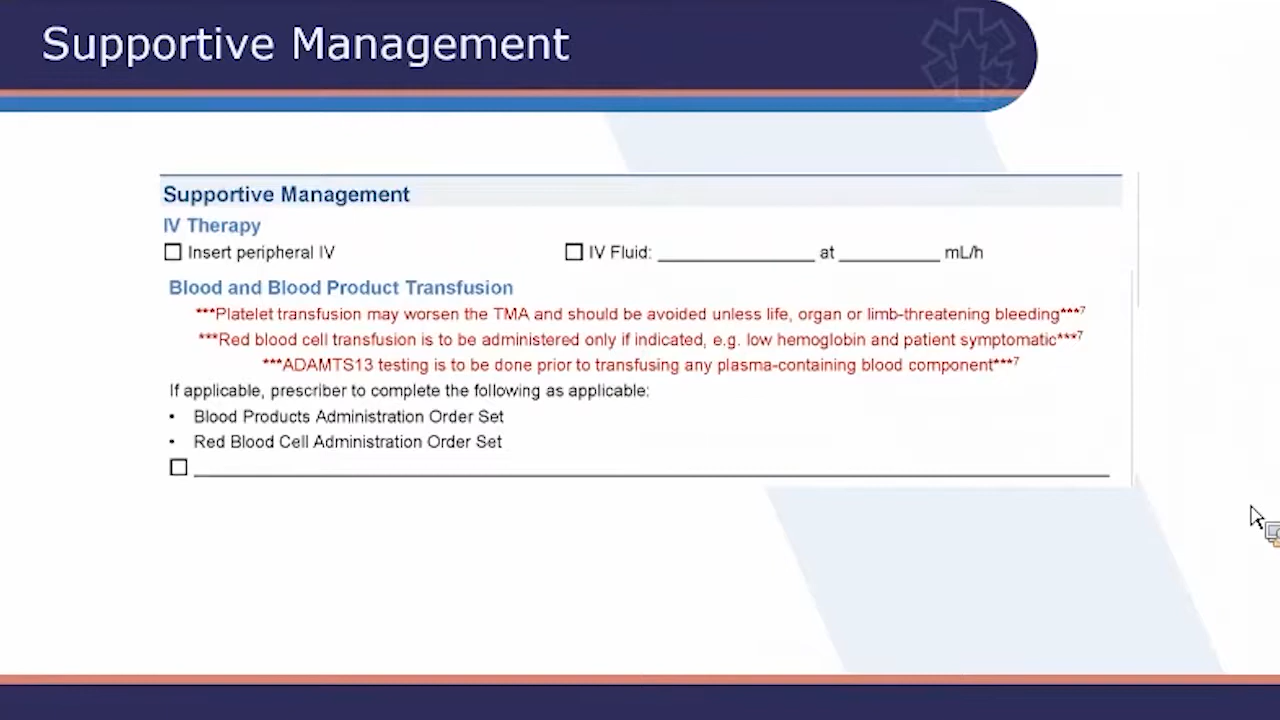 Supportive Management
Supportive Management
IV Therapy
Insert peripheral IV
IV Fluid: ________________ at ___________ mL/h
Blood and Blood Product Transfusion
***Platelet transfusion may worsen the TMA and should be avoided unless life, organ or limb-threatening bleeding***7
***Red blood cell transfusion is to be administered only if indicated, e.g. low hemoglobin and patient symptomatic***7
***ADAMTS13 testing is to be done prior to transfusing any plasma-containing blood component***7
If applicable, prescriber to complete the following as applicable:
• Blood Products Administration Order Set
• Red Blood Cell Administration Order Set